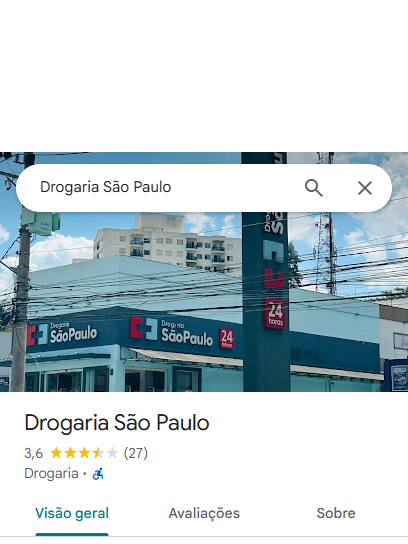 Drogaria São Paulo
24
horas
Drogaria
SãoPaulo
Drogaria
SãoPaulo
24
horas
Drogaria São Paulo
3,6 (27)
Drogaria ·
Visão geral
Avaliações
Sobre